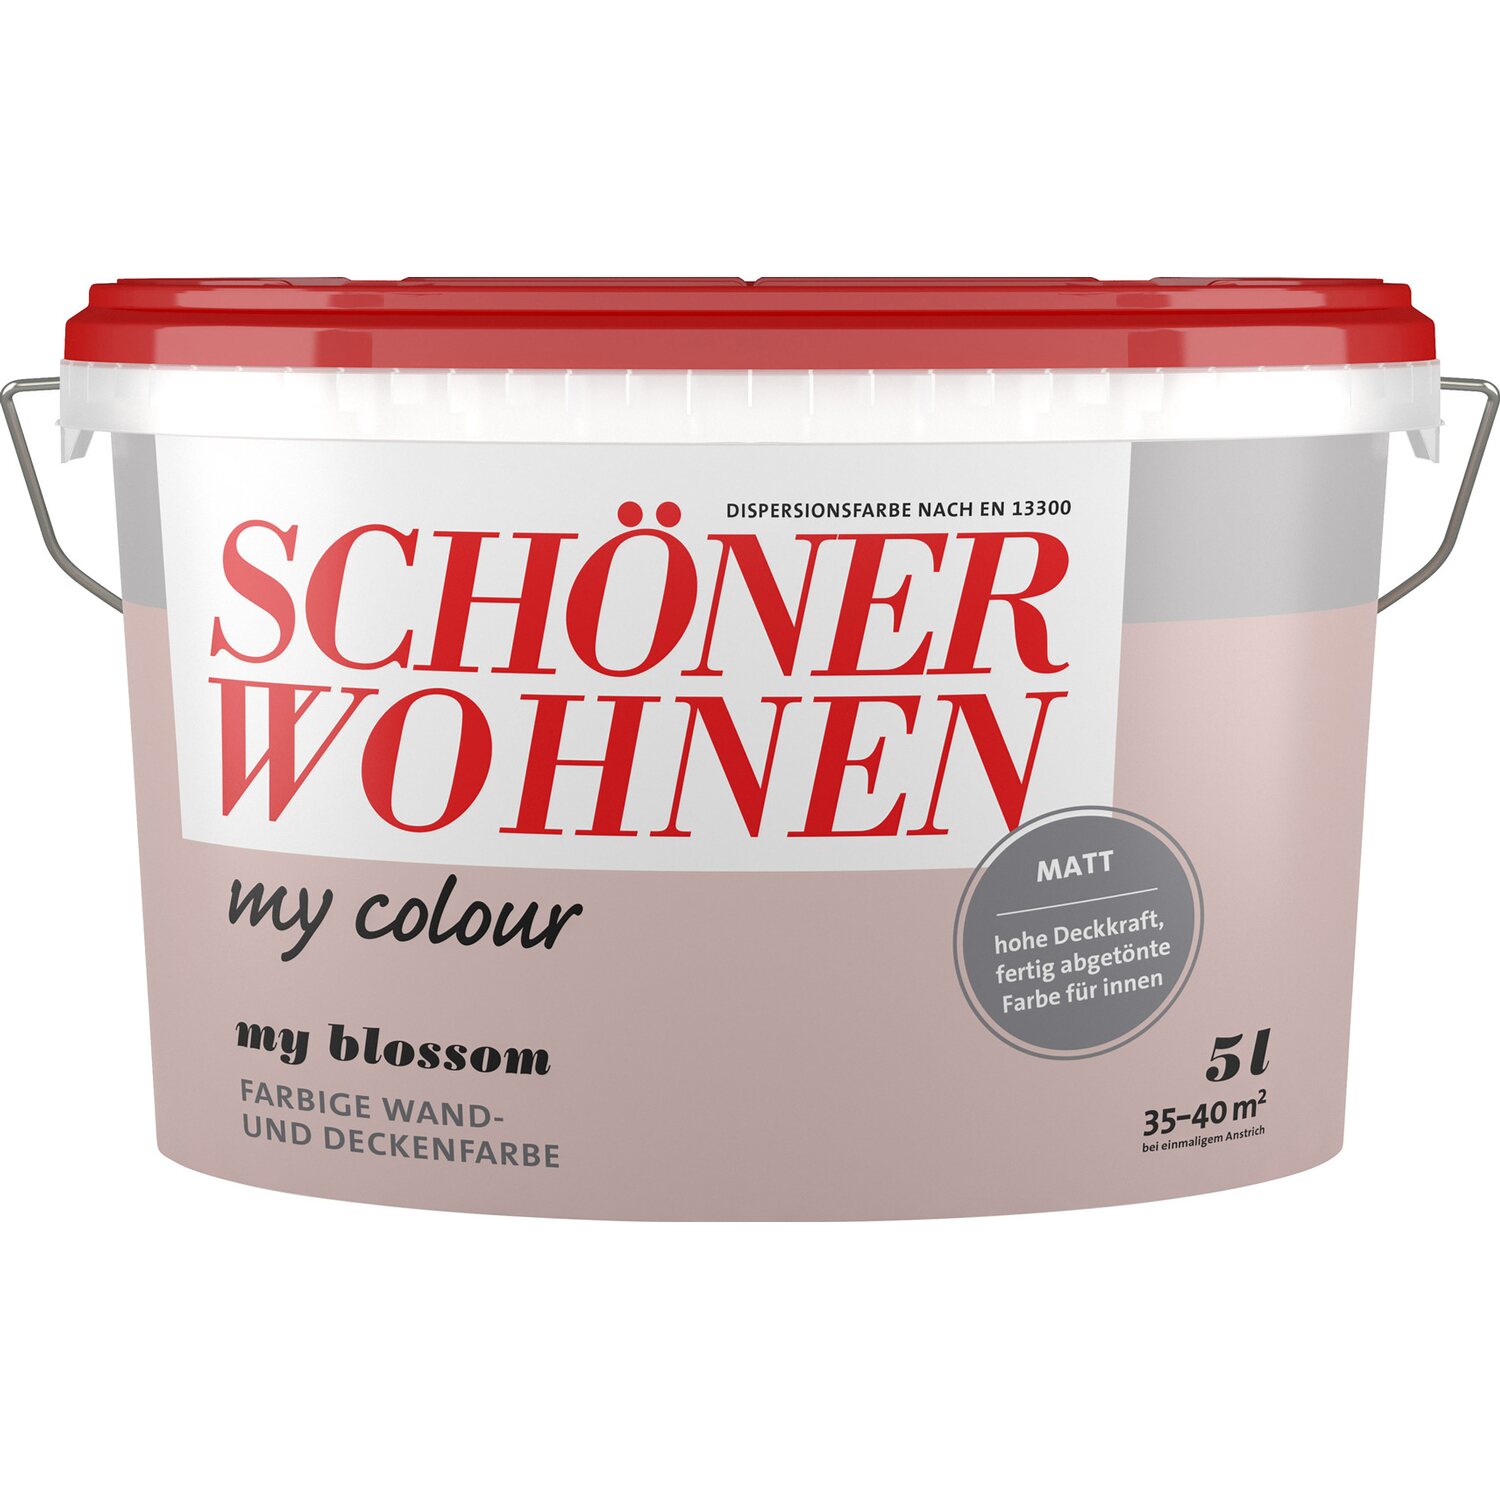 DISPERSIONSFARBE NACH EN 13300
SCHÖNER
WOHNEN
my colour
MATT
hohe Deckkraft,
fertig abgetönte
Farbe für innen
my blossom
FARBIGE WAND-
UND DECKENFARBE
5l
35–40 m²
bei einmaligem Anstrich